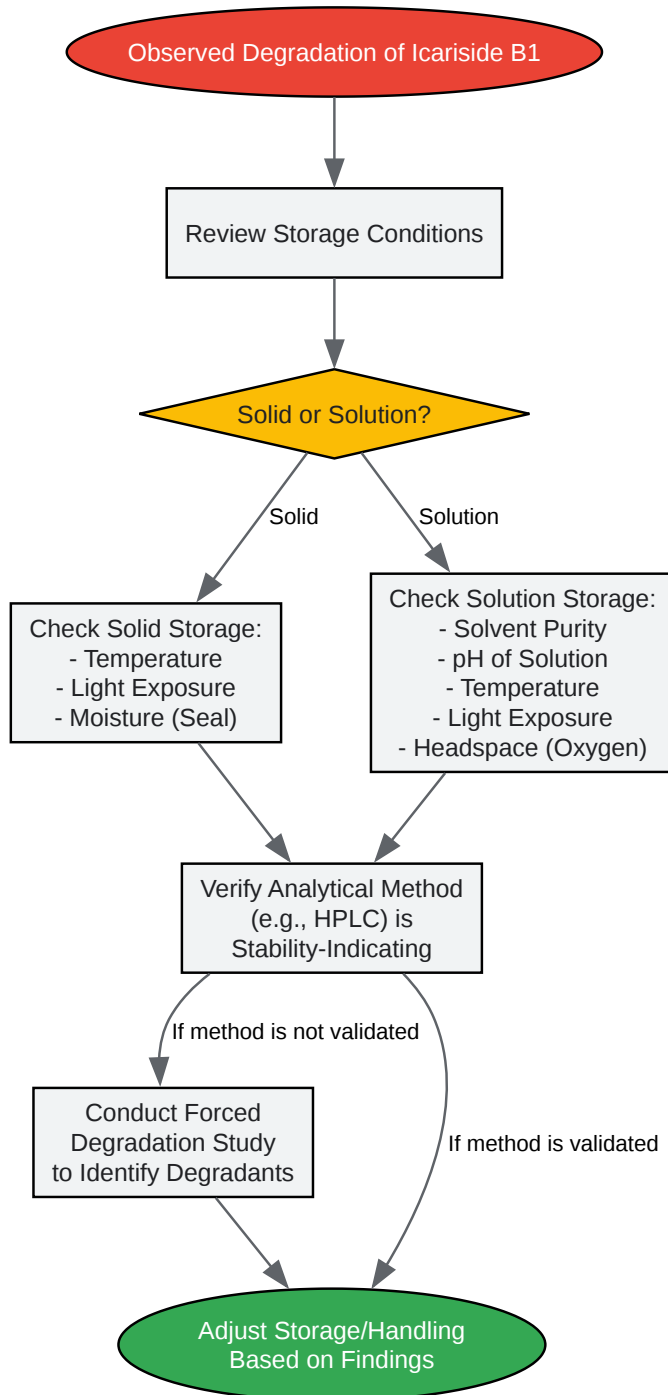 Observed Degradation of Icariside B1
Review Storage Conditions
Solid or Solution?
Solid
Solution
Check Solid Storage:
- Temperature
- Light Exposure
- Moisture (Seal)
Check Solution Storage:
- Solvent Purity
- pH of Solution
- Temperature
- Light Exposure
- Headspace (Oxygen)
Verify Analytical Method
(e.g., HPLC) is
Stability-Indicating
If method is not validated
Conduct Forced
Degradation Study
to Identify Degradants
If method is validated
Adjust Storage/Handling
Based on Findings